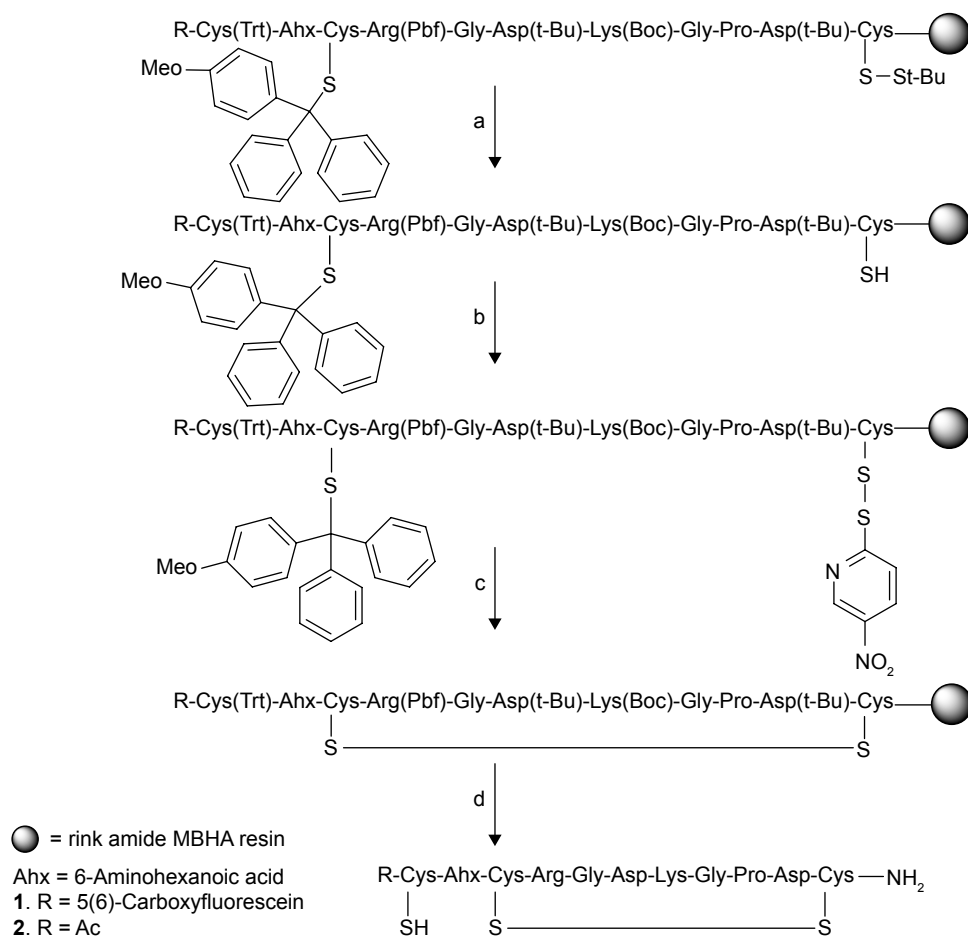 R-Cys(Trt)-Ahx-Cys-Arg(Pbf)-Gly-Asp(t-Bu)-Lys(Boc)-Gly-Pro-Asp(t-Bu)-Cys
Meo
S
S St-Bu
a
R-Cys(Trt)-Ahx-Cys-Arg(Pbf)-Gly-Asp(t-Bu)-Lys(Boc)-Gly-Pro-Asp(t-Bu)-Cys
S
SH
Meo
b
R-Cys(Trt)-Ahx-Cys-Arg(Pbf)-Gly-Asp(t-Bu)-Lys(Boc)-Gly-Pro-Asp(t-Bu)-Cys
S
S
S
Meo
N
c
NO2
R-Cys(Trt)-Ahx-Cys-Arg(Pbf)-Gly-Asp(t-Bu)-Lys(Boc)-Gly-Pro-Asp(t-Bu)-Cys
S S
d
= rink amide MBHA resin
Ahx = 6-Aminohexanoic acid
1. R = 5(6)-Carboxyfluorescein
2. R = Ac
R-Cys-Ahx-Cys-Arg-Gly-Asp-Lys-Gly-Pro-Asp-Cys NH2
SH S S